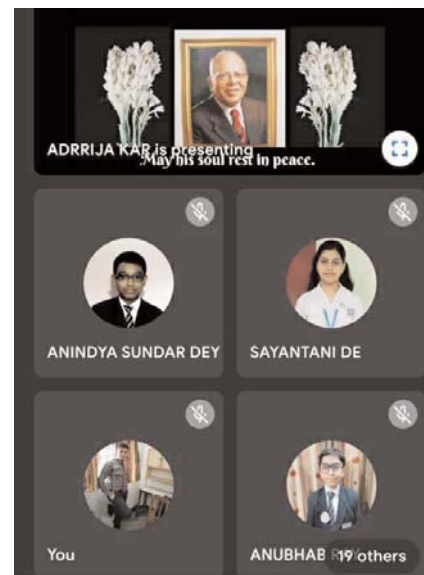 ADRRIJA KAR is presenting
May his soul rest in peace.
ANINDYA SUNDAR DEY
SAYANTANI DE
You
ANUBHAB
19 others